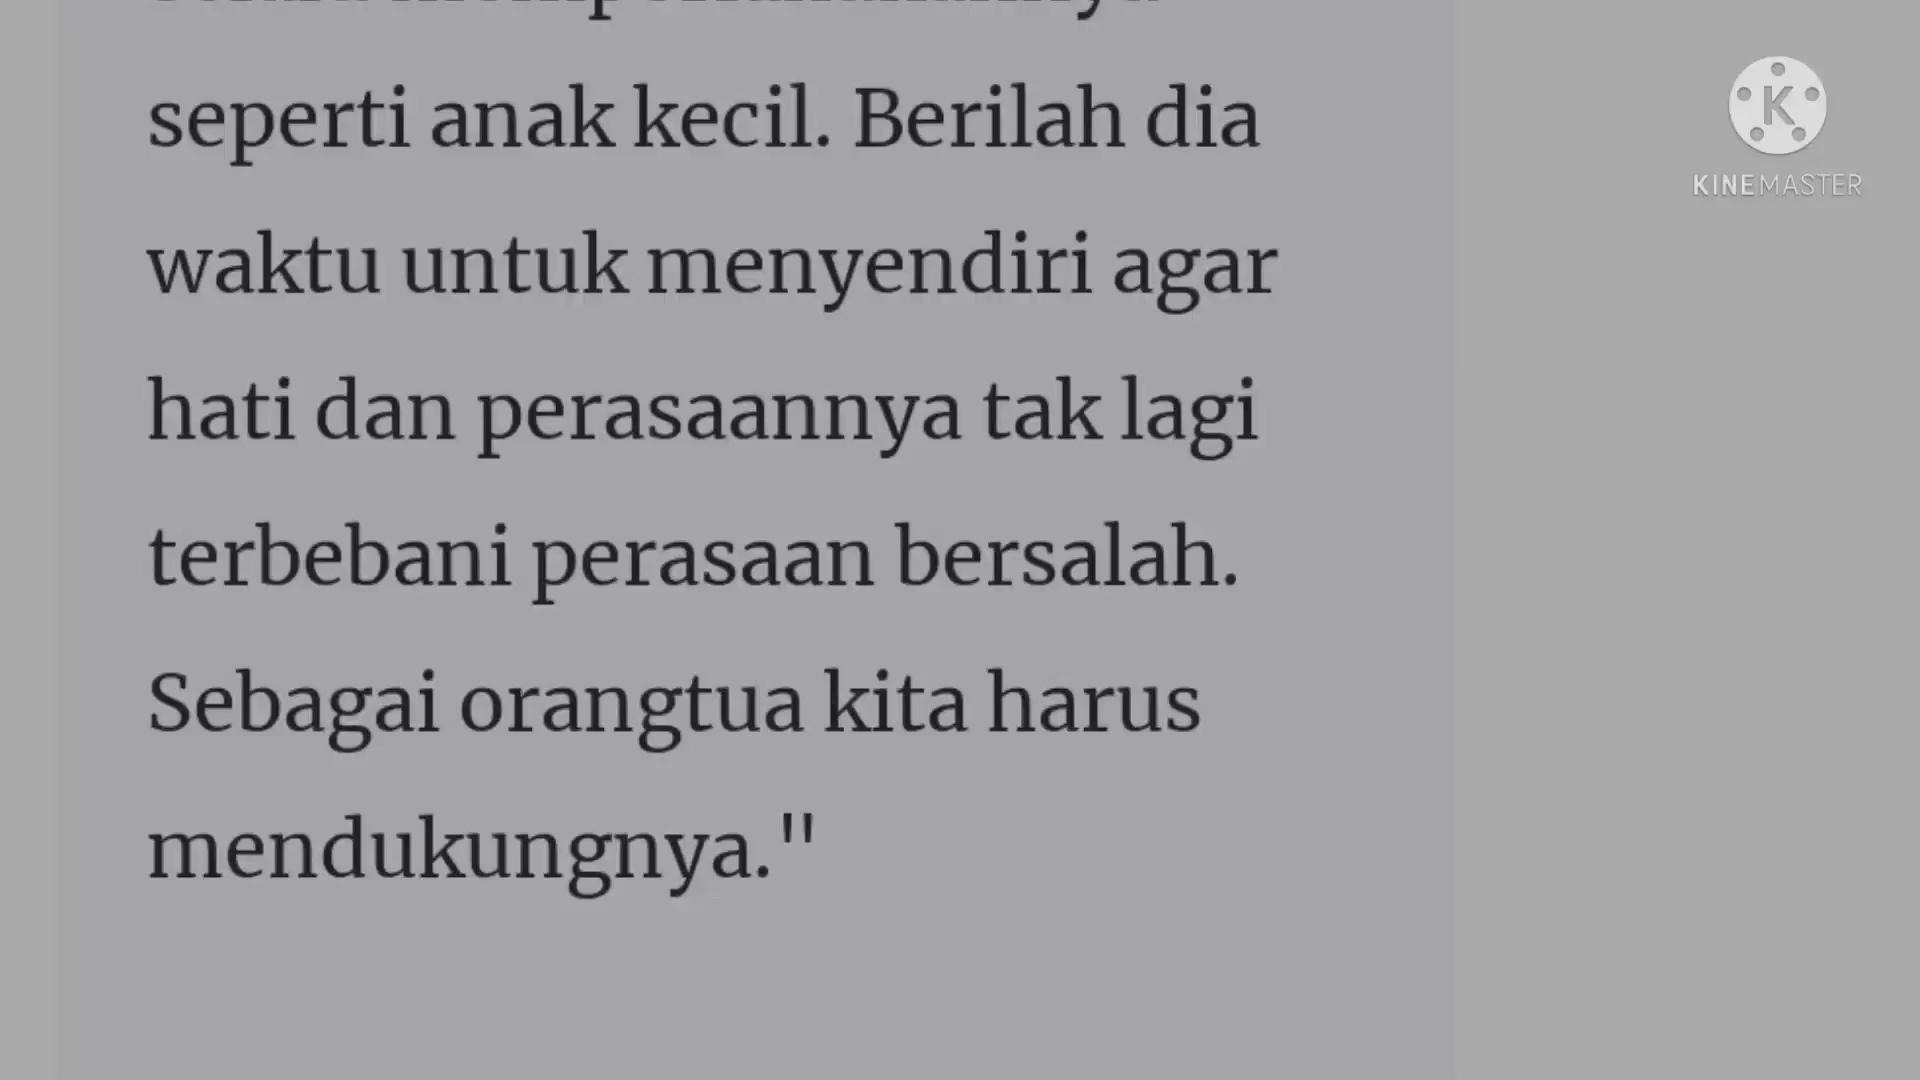 seperti anak kecil. Berilah dia
waktu untuk menyendiri agar
hati dan perasaannya tak lagi
terbebani perasaan bersalah.
Sebagai orangtua kita harus
mendukungnya."
K
KINEMASTER